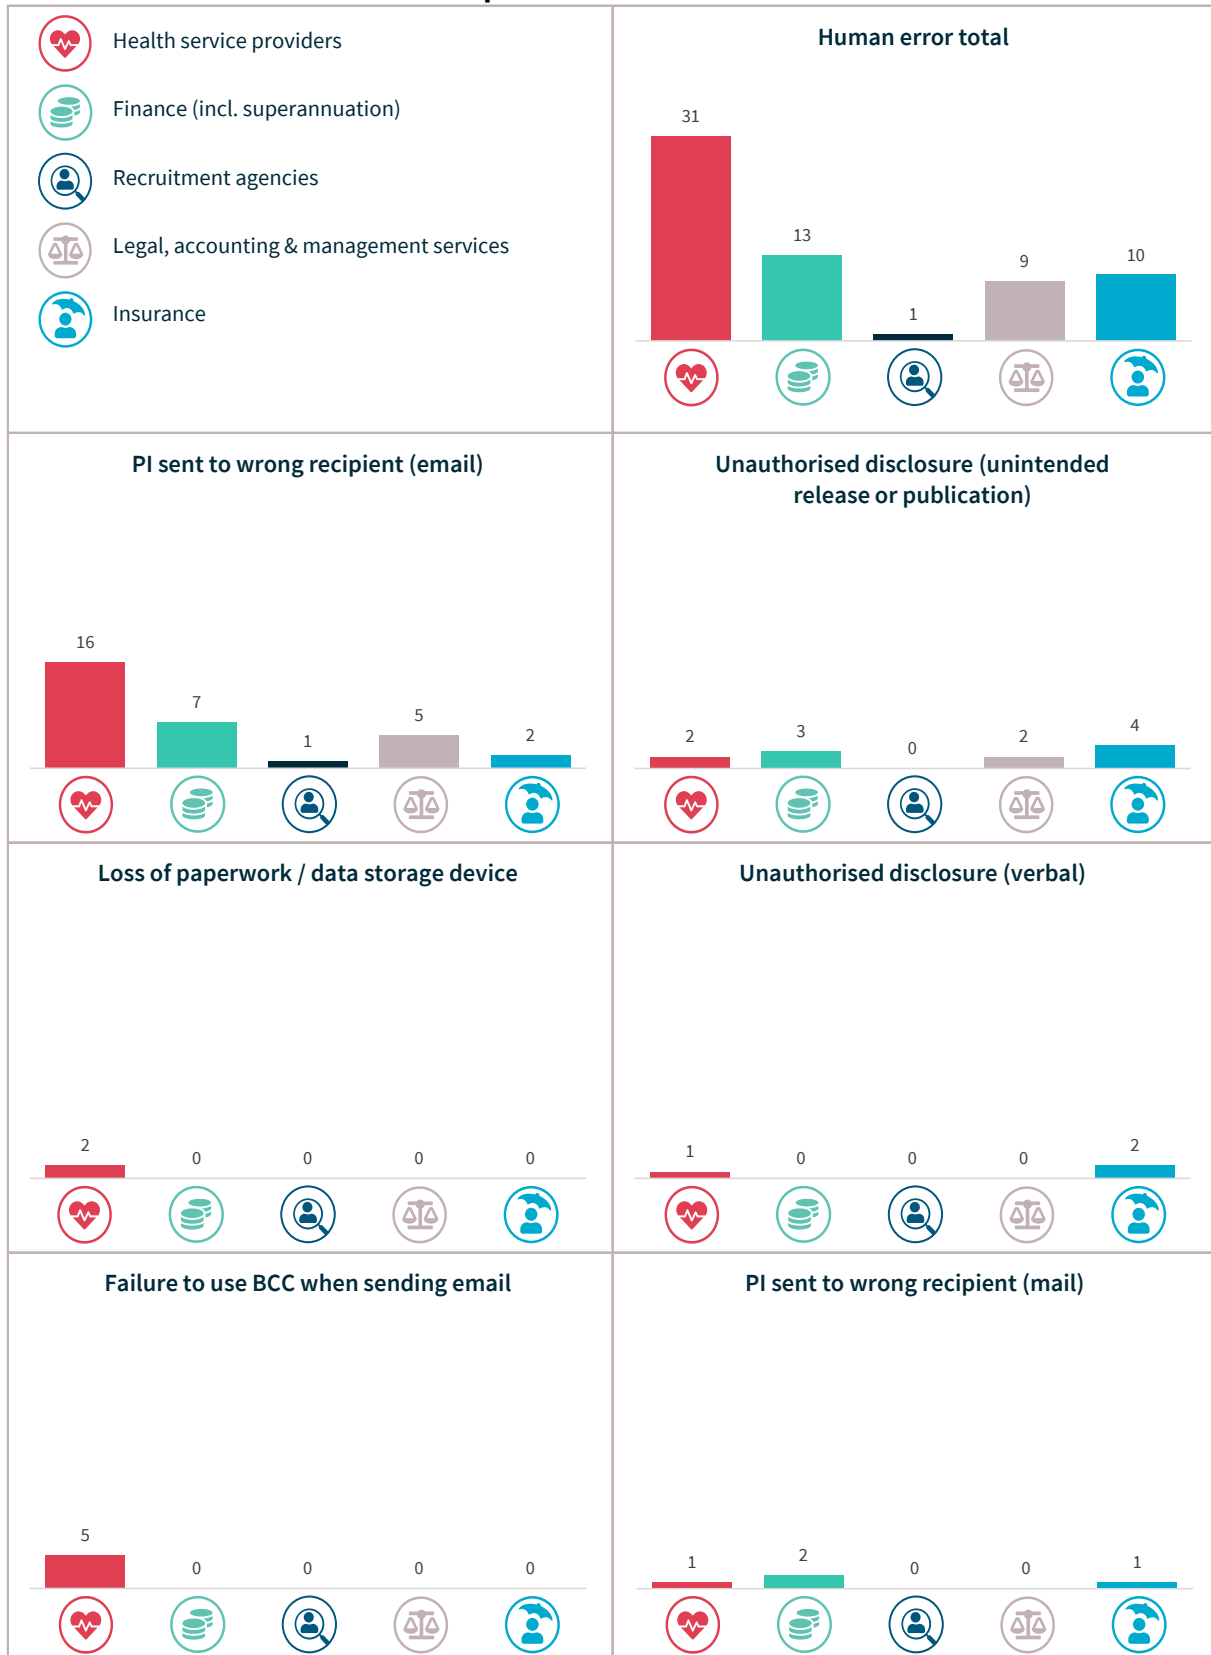 Health service providers
Finance (incl. superannuation)
Recruitment agencies
Legal, accounting & management services
Insurance
Human error total
31
13
1
9
10
PI sent to wrong recipient (email)
16
7
1
5
2
Unauthorised disclosure (unintended
release or publication)
2
3
0
2
4
Loss of paperwork / data storage device
2
0
0
0
0
Unauthorised disclosure (verbal)
1
0
0
0
2
Failure to use BCC when sending email
5
0
0
0
0
PI sent to wrong recipient (mail)
1
2
0
0
1